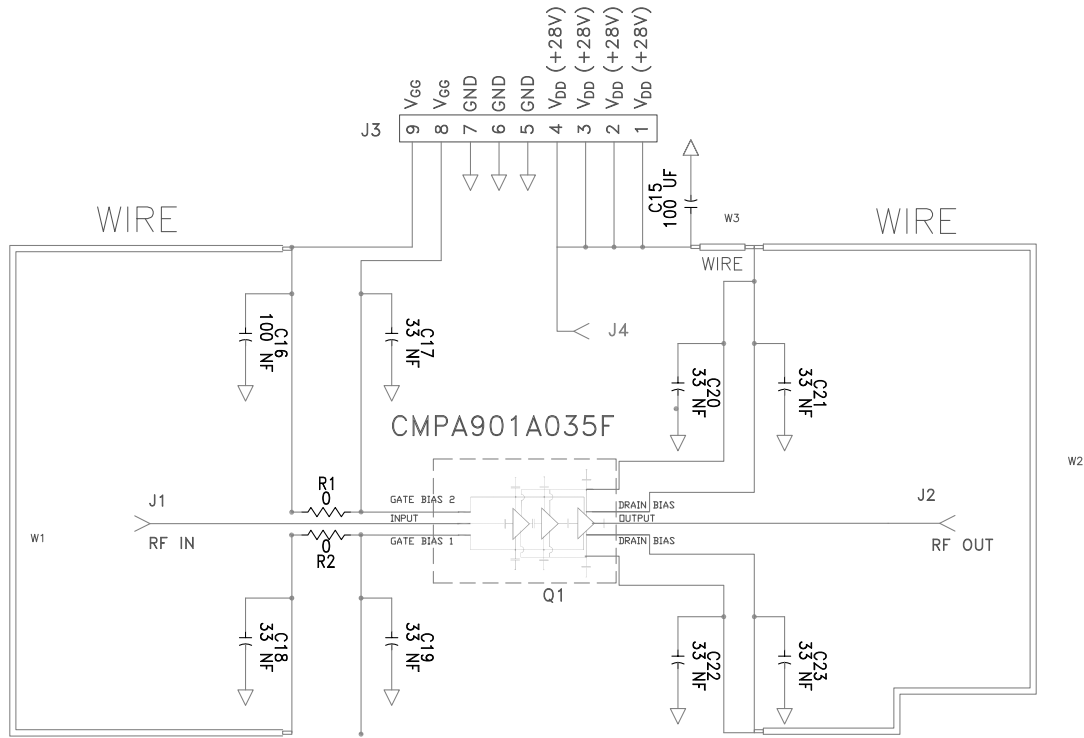 VGG
VGG
GND
GND
GND
VDD (+28V)
VDD (+28V)
VDD (+28V)
VDD (+28V)
J3
9 8 7 6 5 4 3 2 1
C15
100 UF
W3
WIRE
WIRE
WIRE
C16
100 NF
C17
33 NF
J4
C20
33 NF
C21
33 NF
CMPA901A035F
W2
R1
0
GATE BIAS 2
DRAIN BIAS
J1
INPUT
OUTPUT
J2
RF IN
GATE BIAS 1
DRAIN BIAS
RF OUT
W1
0
R2
Q1
C18
33 NF
C19
33 NF
C22
33 NF
C23
33 NF